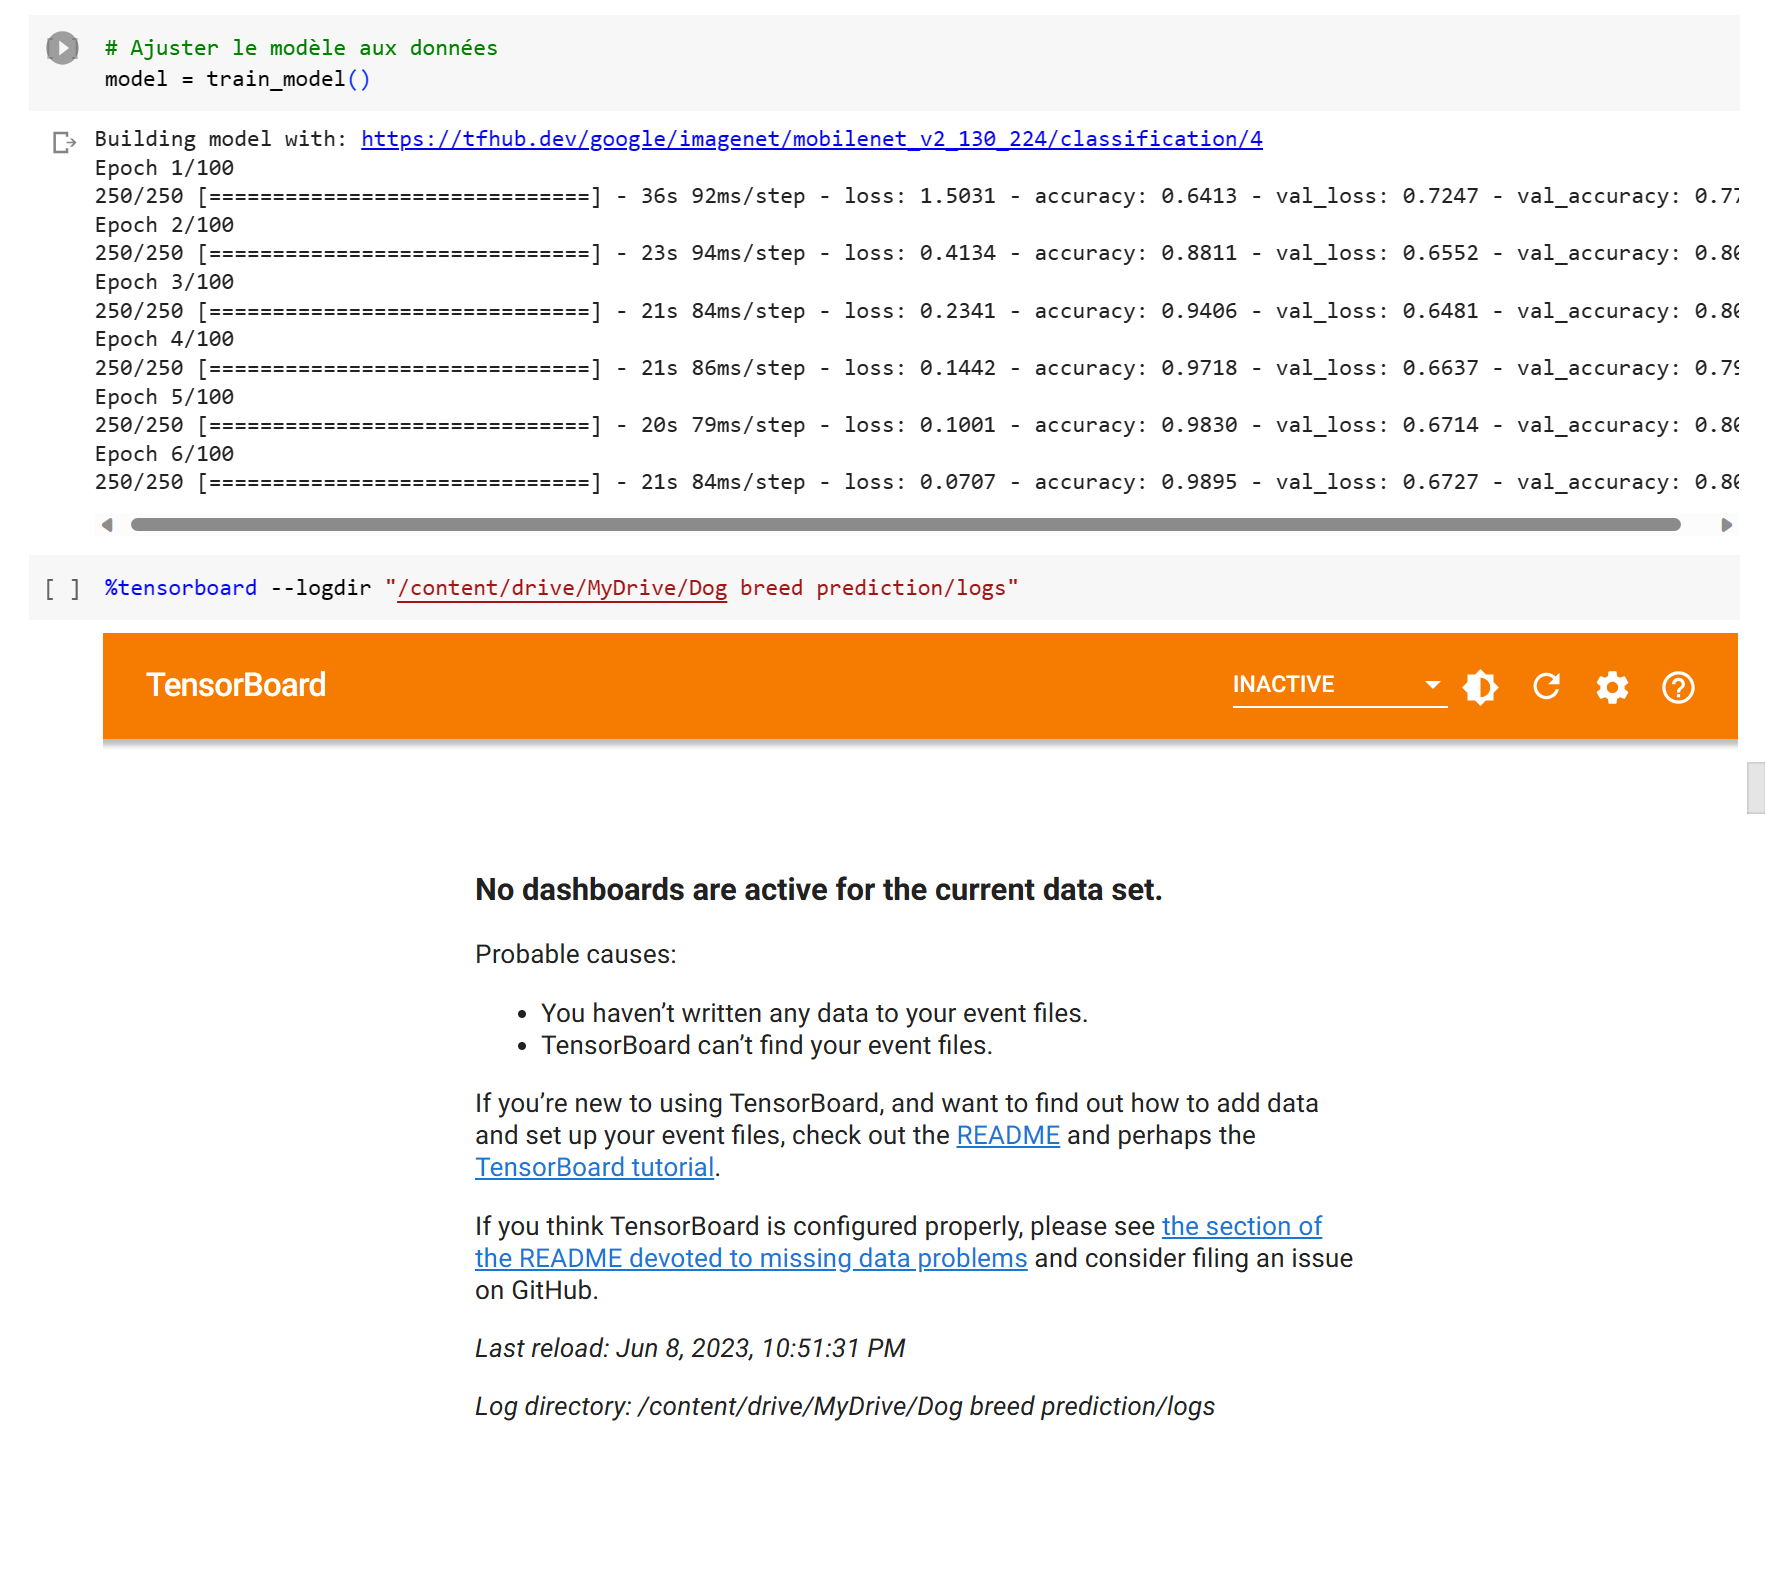 # Ajuster le modèle aux données
model = train_model()
Building model with: https://tfhub.dev/google/imagenet/mobilenet_v2_130_224/classification/4
Epoch 1/100
250/250 [==============================] - 36s 92ms/step - loss: 1.5031 - accuracy: 0.6413 - val_loss: 0.7247 - val_accuracy: 0.77
Epoch 2/100
250/250 [==============================] - 23s 94ms/step - loss: 0.4134 - accuracy: 0.8811 - val_loss: 0.6552 - val_accuracy: 0.80
Epoch 3/100
250/250 [==============================] - 21s 84ms/step - loss: 0.2341 - accuracy: 0.9406 - val_loss: 0.6481 - val_accuracy: 0.80
Epoch 4/100
250/250 [==============================] - 21s 86ms/step - loss: 0.1442 - accuracy: 0.9718 - val_loss: 0.6637 - val_accuracy: 0.79
Epoch 5/100
250/250 [==============================] - 20s 79ms/step - loss: 0.1001 - accuracy: 0.9830 - val_loss: 0.6714 - val_accuracy: 0.80
Epoch 6/100
250/250 [==============================] - 21s 84ms/step - loss: 0.0707 - accuracy: 0.9895 - val_loss: 0.6727 - val_accuracy: 0.80
[ ] %tensorboard --logdir "/content/drive/MyDrive/Dog breed prediction/logs"
TensorBoard
INACTIVE
No dashboards are active for the current data set.
Probable causes:
• You haven’t written any data to your event files.
• TensorBoard can’t find your event files.
If you’re new to using TensorBoard, and want to find out how to add data
and set up your event files, check out the README and perhaps the
TensorBoard tutorial.
If you think TensorBoard is configured properly, please see the section of
the README devoted to missing data problems and consider filing an issue
on GitHub.
Last reload: Jun 8, 2023, 10:51:31 PM
Log directory: /content/drive/MyDrive/Dog breed prediction/logs